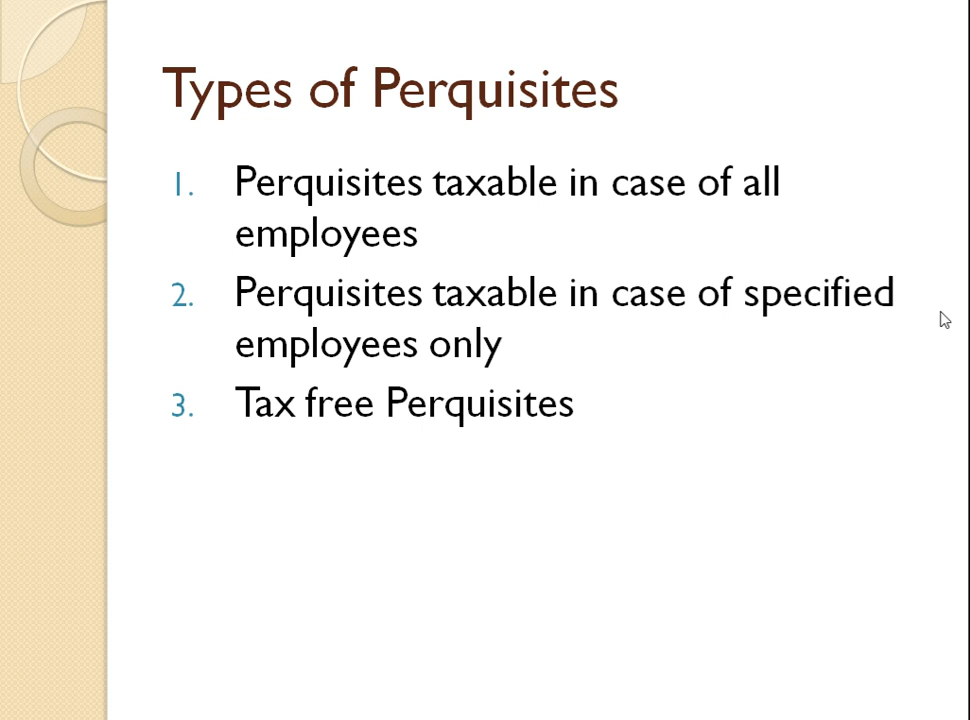 Types of Perquisites
1. Perquisites taxable in case of all
employees
2. Perquisites taxable in case of specified
employees only
3. Tax free Perquisites